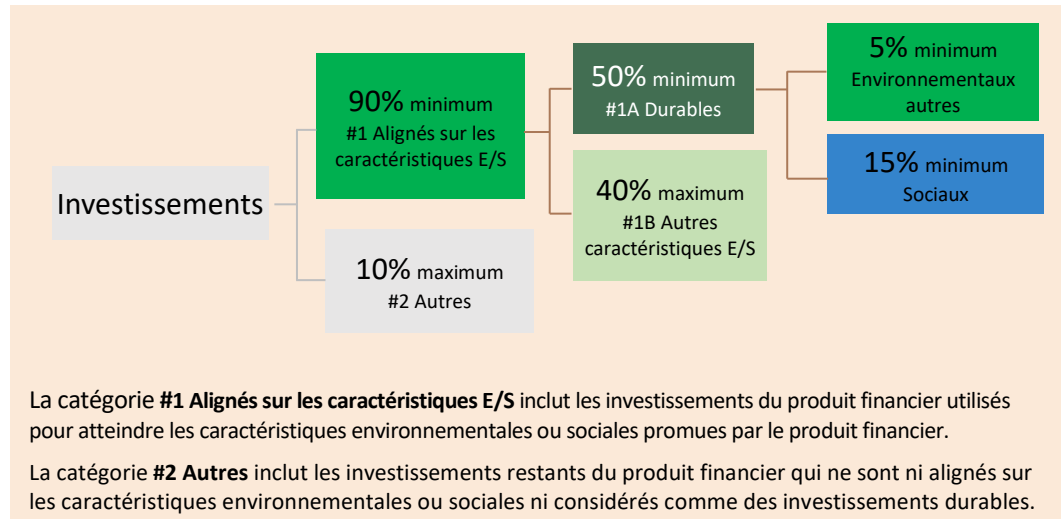 Investissements
90% minimum
#1 Alignés sur les
caractéristiques E/S
10% maximum
#2 Autres
50% minimum
#1A Durables
40% maximum
#1B Autres
caractéristiques E/S
5% minimum
Environnementaux
autres
15% minimum
Sociaux
La catégorie #1 Alignés sur les caractéristiques E/S inclut les investissements du produit financier utilisés
pour atteindre les caractéristiques environnementales ou sociales promues par le produit financier.
La catégorie #2 Autres inclut les investissements restants du produit financier qui ne sont ni alignés sur
les caractéristiques environnementales ou sociales ni considérés comme des investissements durables.